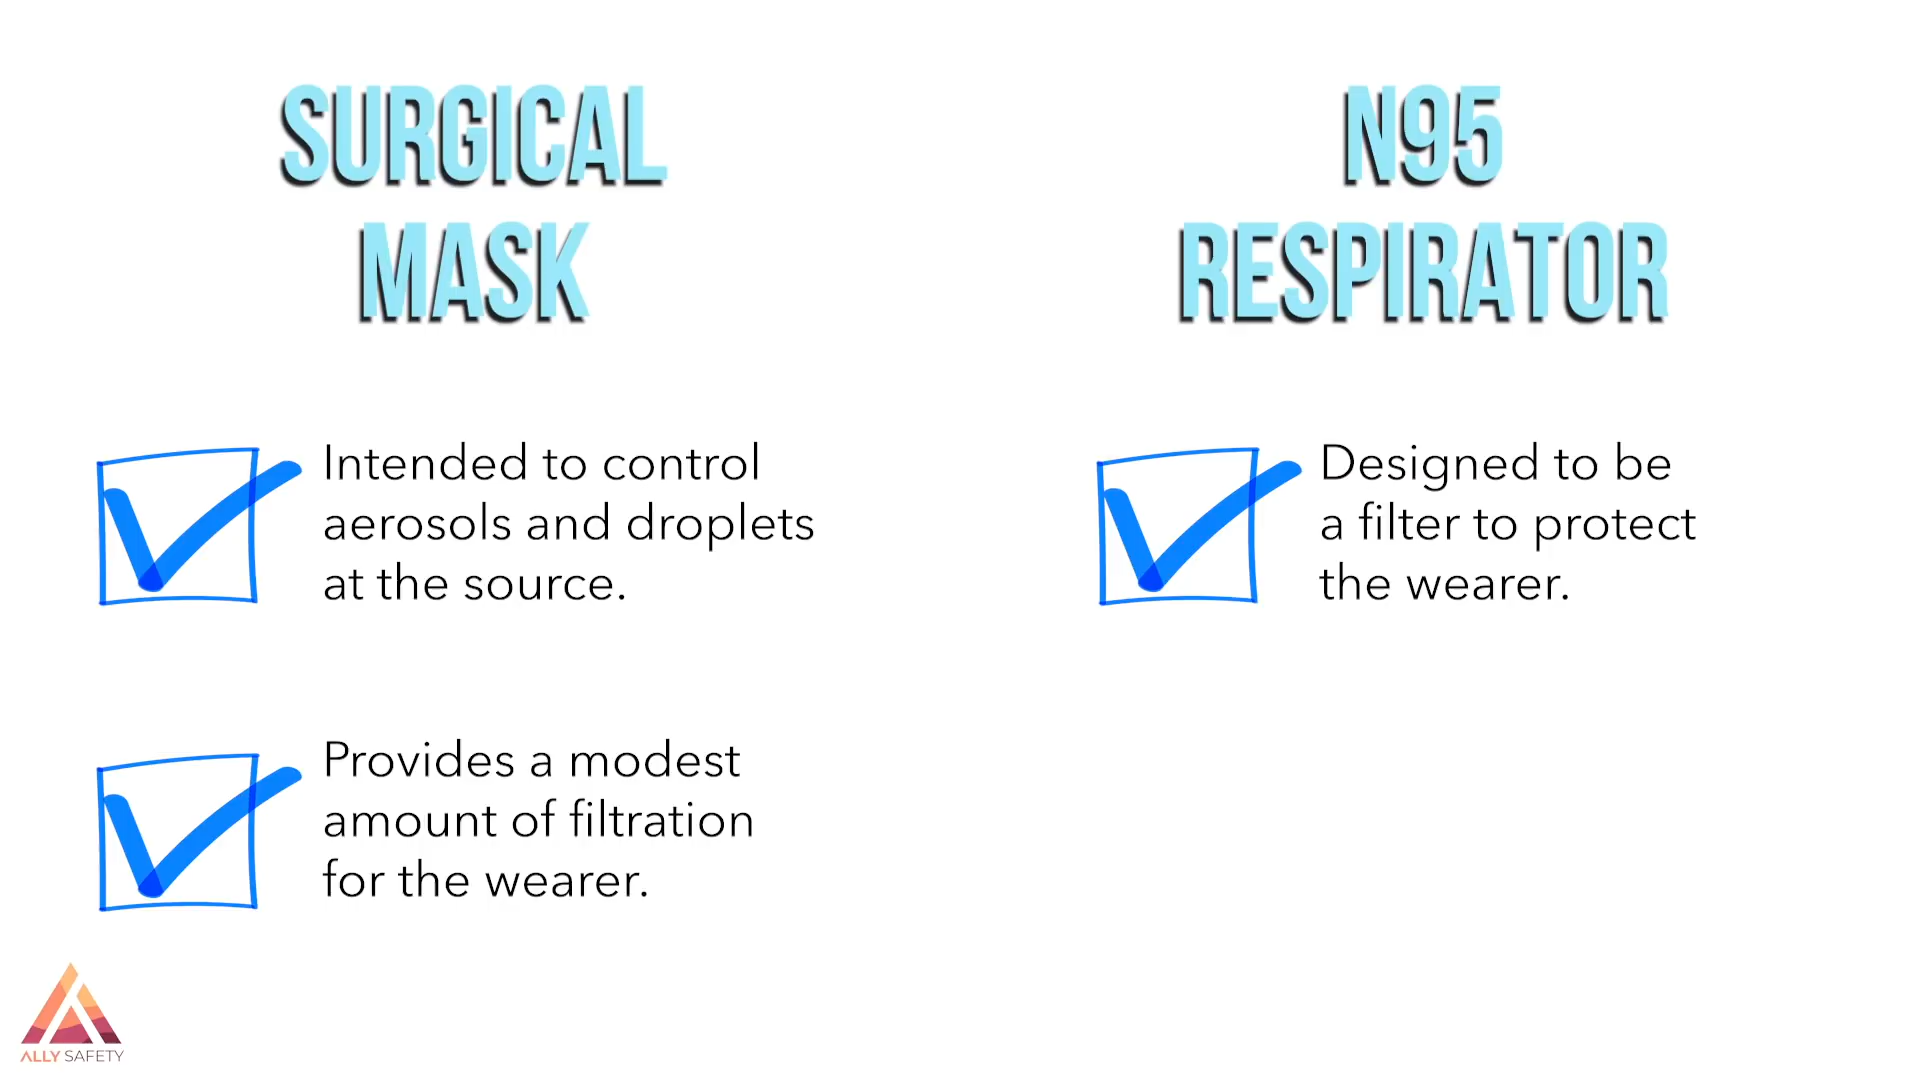 SURGICAL
MASK
Intended to control
aerosols and droplets
at the source.
Provides a modest
amount of filtration
for the wearer.
N95
RESPIRATOR
Designed to be
a filter to protect
the wearer.
ALLY SAFETY